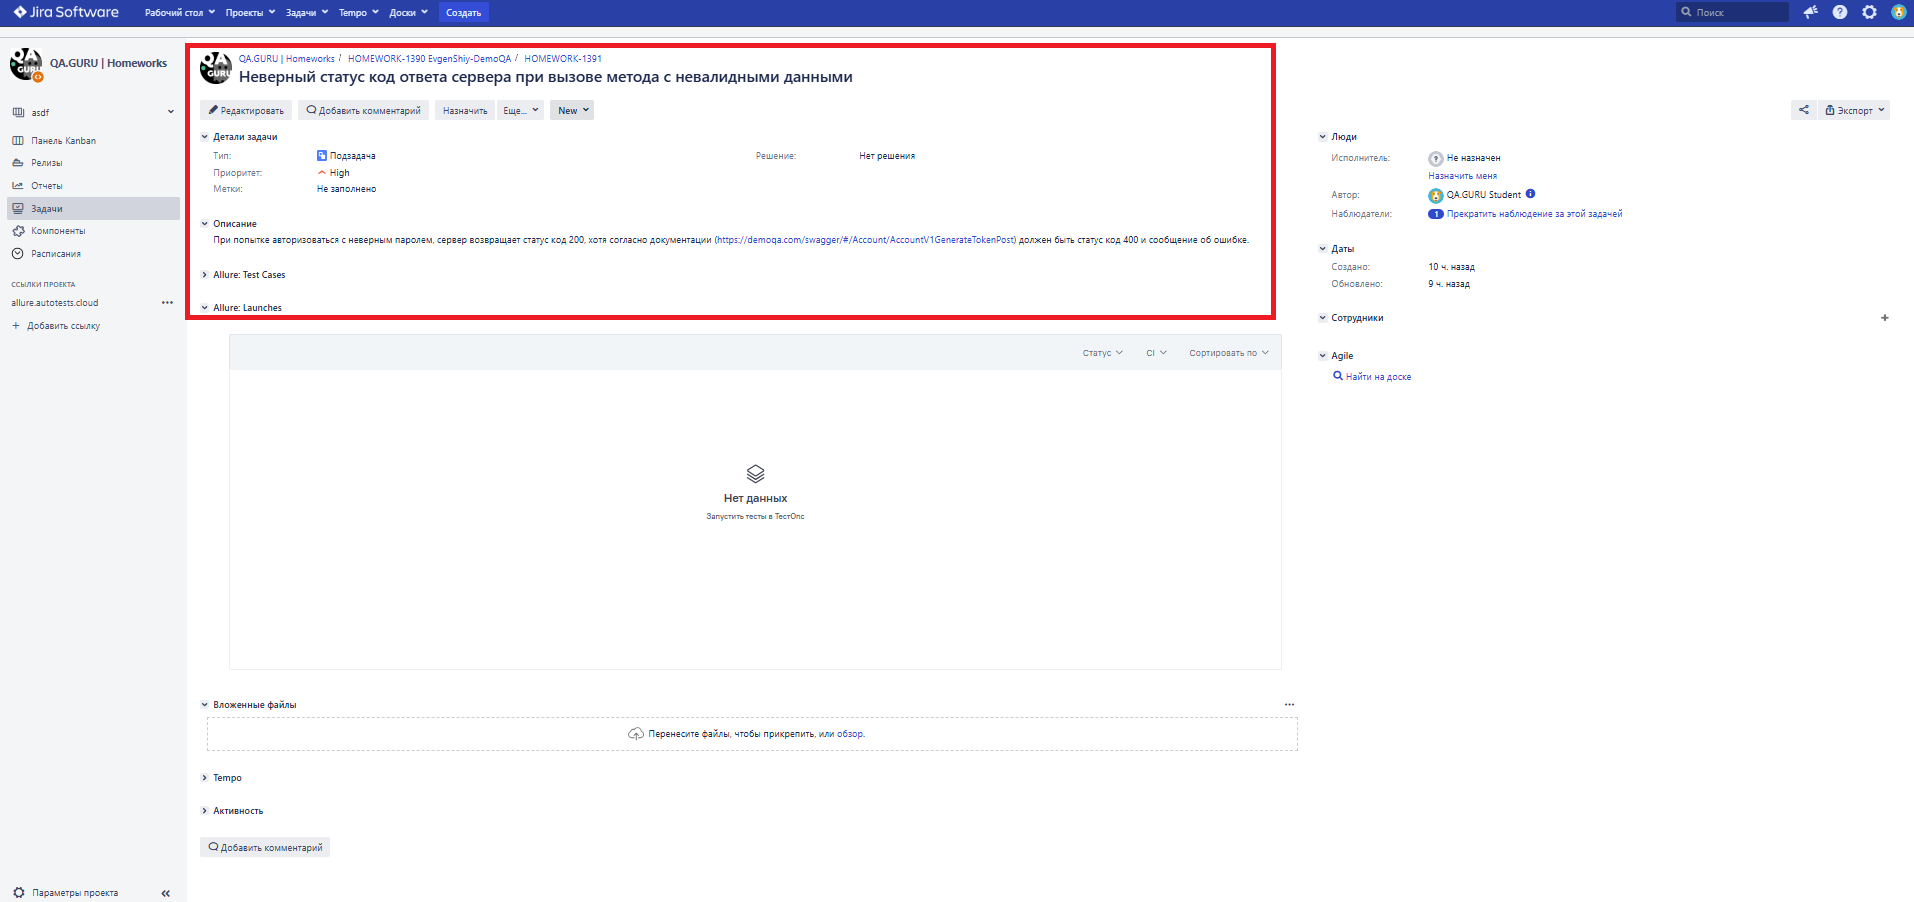 Jira Software Рабочий стол Проекты Задачи Tempo Доски Создать Поиск
QA.GURU | Homeworks
asdf
Панель Kanban
Релизы
Отчеты
Задачи
Компоненты
Расписания
ССЫЛКИ ПРОЕКТА
allure.autotests.cloud
+ Добавить ссылку
Параметры проекта
QA GURU
QA.GURU | Homeworks / HOMEWORK-1390 EvgenShiy-DemoQA / HOMEWORK-1391
Неверный статус код ответа сервера при вызове метода с невалидными данными
Редактировать Добавить комментарий Назначить Еще... New
Экспорт
Детали задачи
Тип: Подзадача Решение: Нет решения
Приоритет: High
Метки: Не заполнено
Описание
При попытке авторизоваться с неверным паролем, сервер возвращает статус код 200, хотя согласно документации (https://demoqa.com/swagger/#/Account/AccountV1GenerateTokenPost) должен быть статус код 400 и сообщение об ошибке.
Allure: Test Cases
Allure: Launches
Статус CI Сортировать по
Нет данных
Запустить тесты в ТестОпс
Вложенные файлы
Перенесите файлы, чтобы прикрепить, или обзор.
Tempo
Активность
Добавить комментарий
Люди
Исполнитель: Не назначен
Назначить меня
Автор: QA.GURU Student
Наблюдатели: 1 Прекратить наблюдение за этой задачей
Даты
Создано: 10 ч. назад
Обновлено: 9 ч. назад
Сотрудники
Agile
Найти на доске